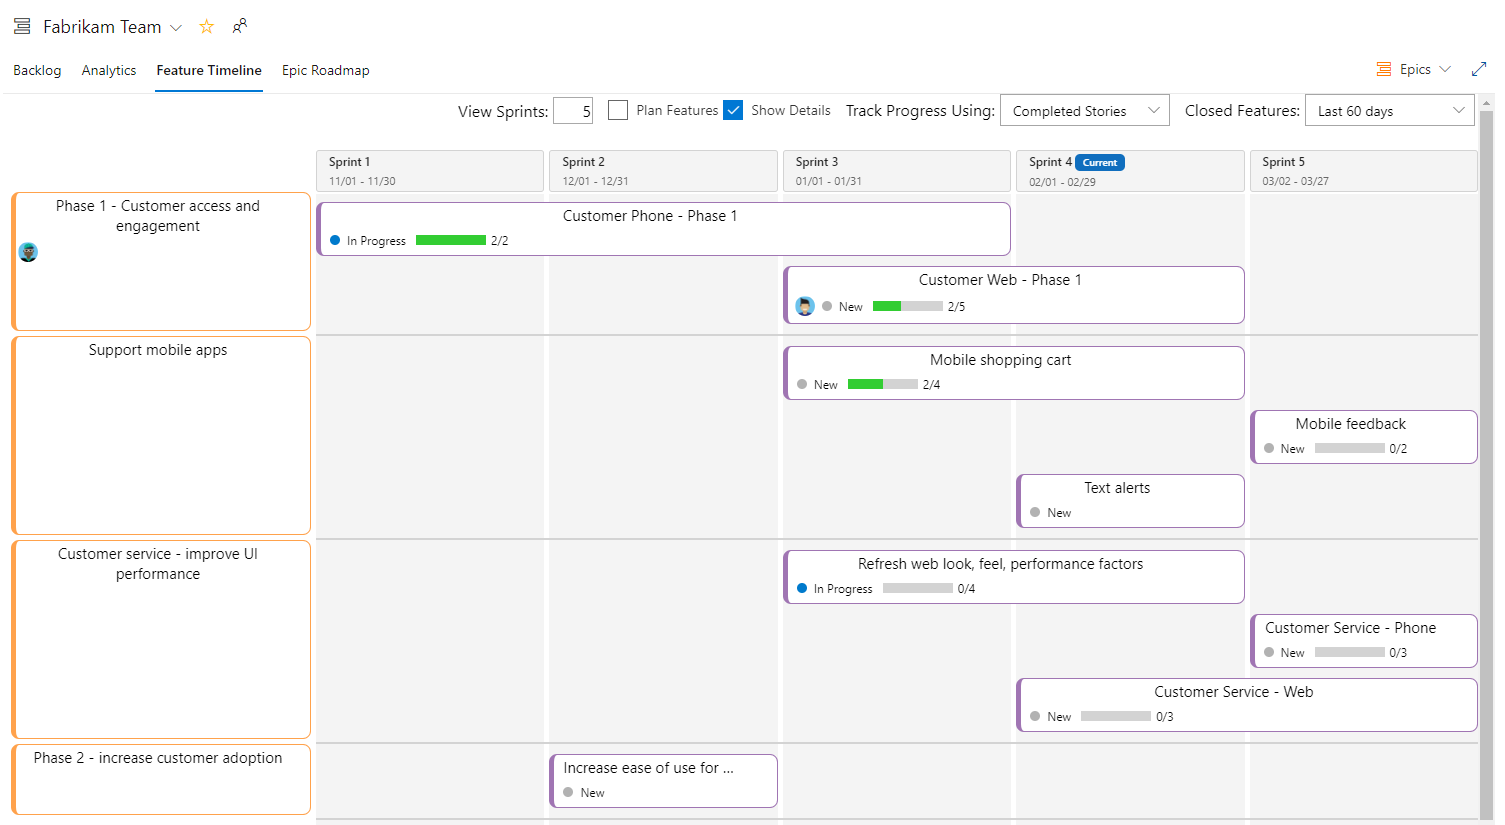 Fabrikam Team
Backlog
Analytics
Feature Timeline
Epic Roadmap
Epics
View Sprints: 5
Plan Features
Show Details
Track Progress Using: Completed Stories
Closed Features: Last 60 days
Sprint 1
11/01 - 11/30
Sprint 2
12/01 - 12/31
Sprint 3
01/01 - 01/31
Sprint 4 Current
02/01 - 02/29
Sprint 5
03/02 - 03/27
Phase 1 - Customer access and
engagement
Customer Phone - Phase 1
In Progress 2/2
Customer Web - Phase 1
New 2/5
Support mobile apps
Mobile shopping cart
New 2/4
Mobile feedback
New 0/2
Text alerts
New
Customer service - improve UI
performance
Refresh web look, feel, performance factors
In Progress 0/4
Customer Service - Phone
New 0/3
Customer Service - Web
New 0/3
Phase 2 - increase customer adoption
Increase ease of use for ...
New